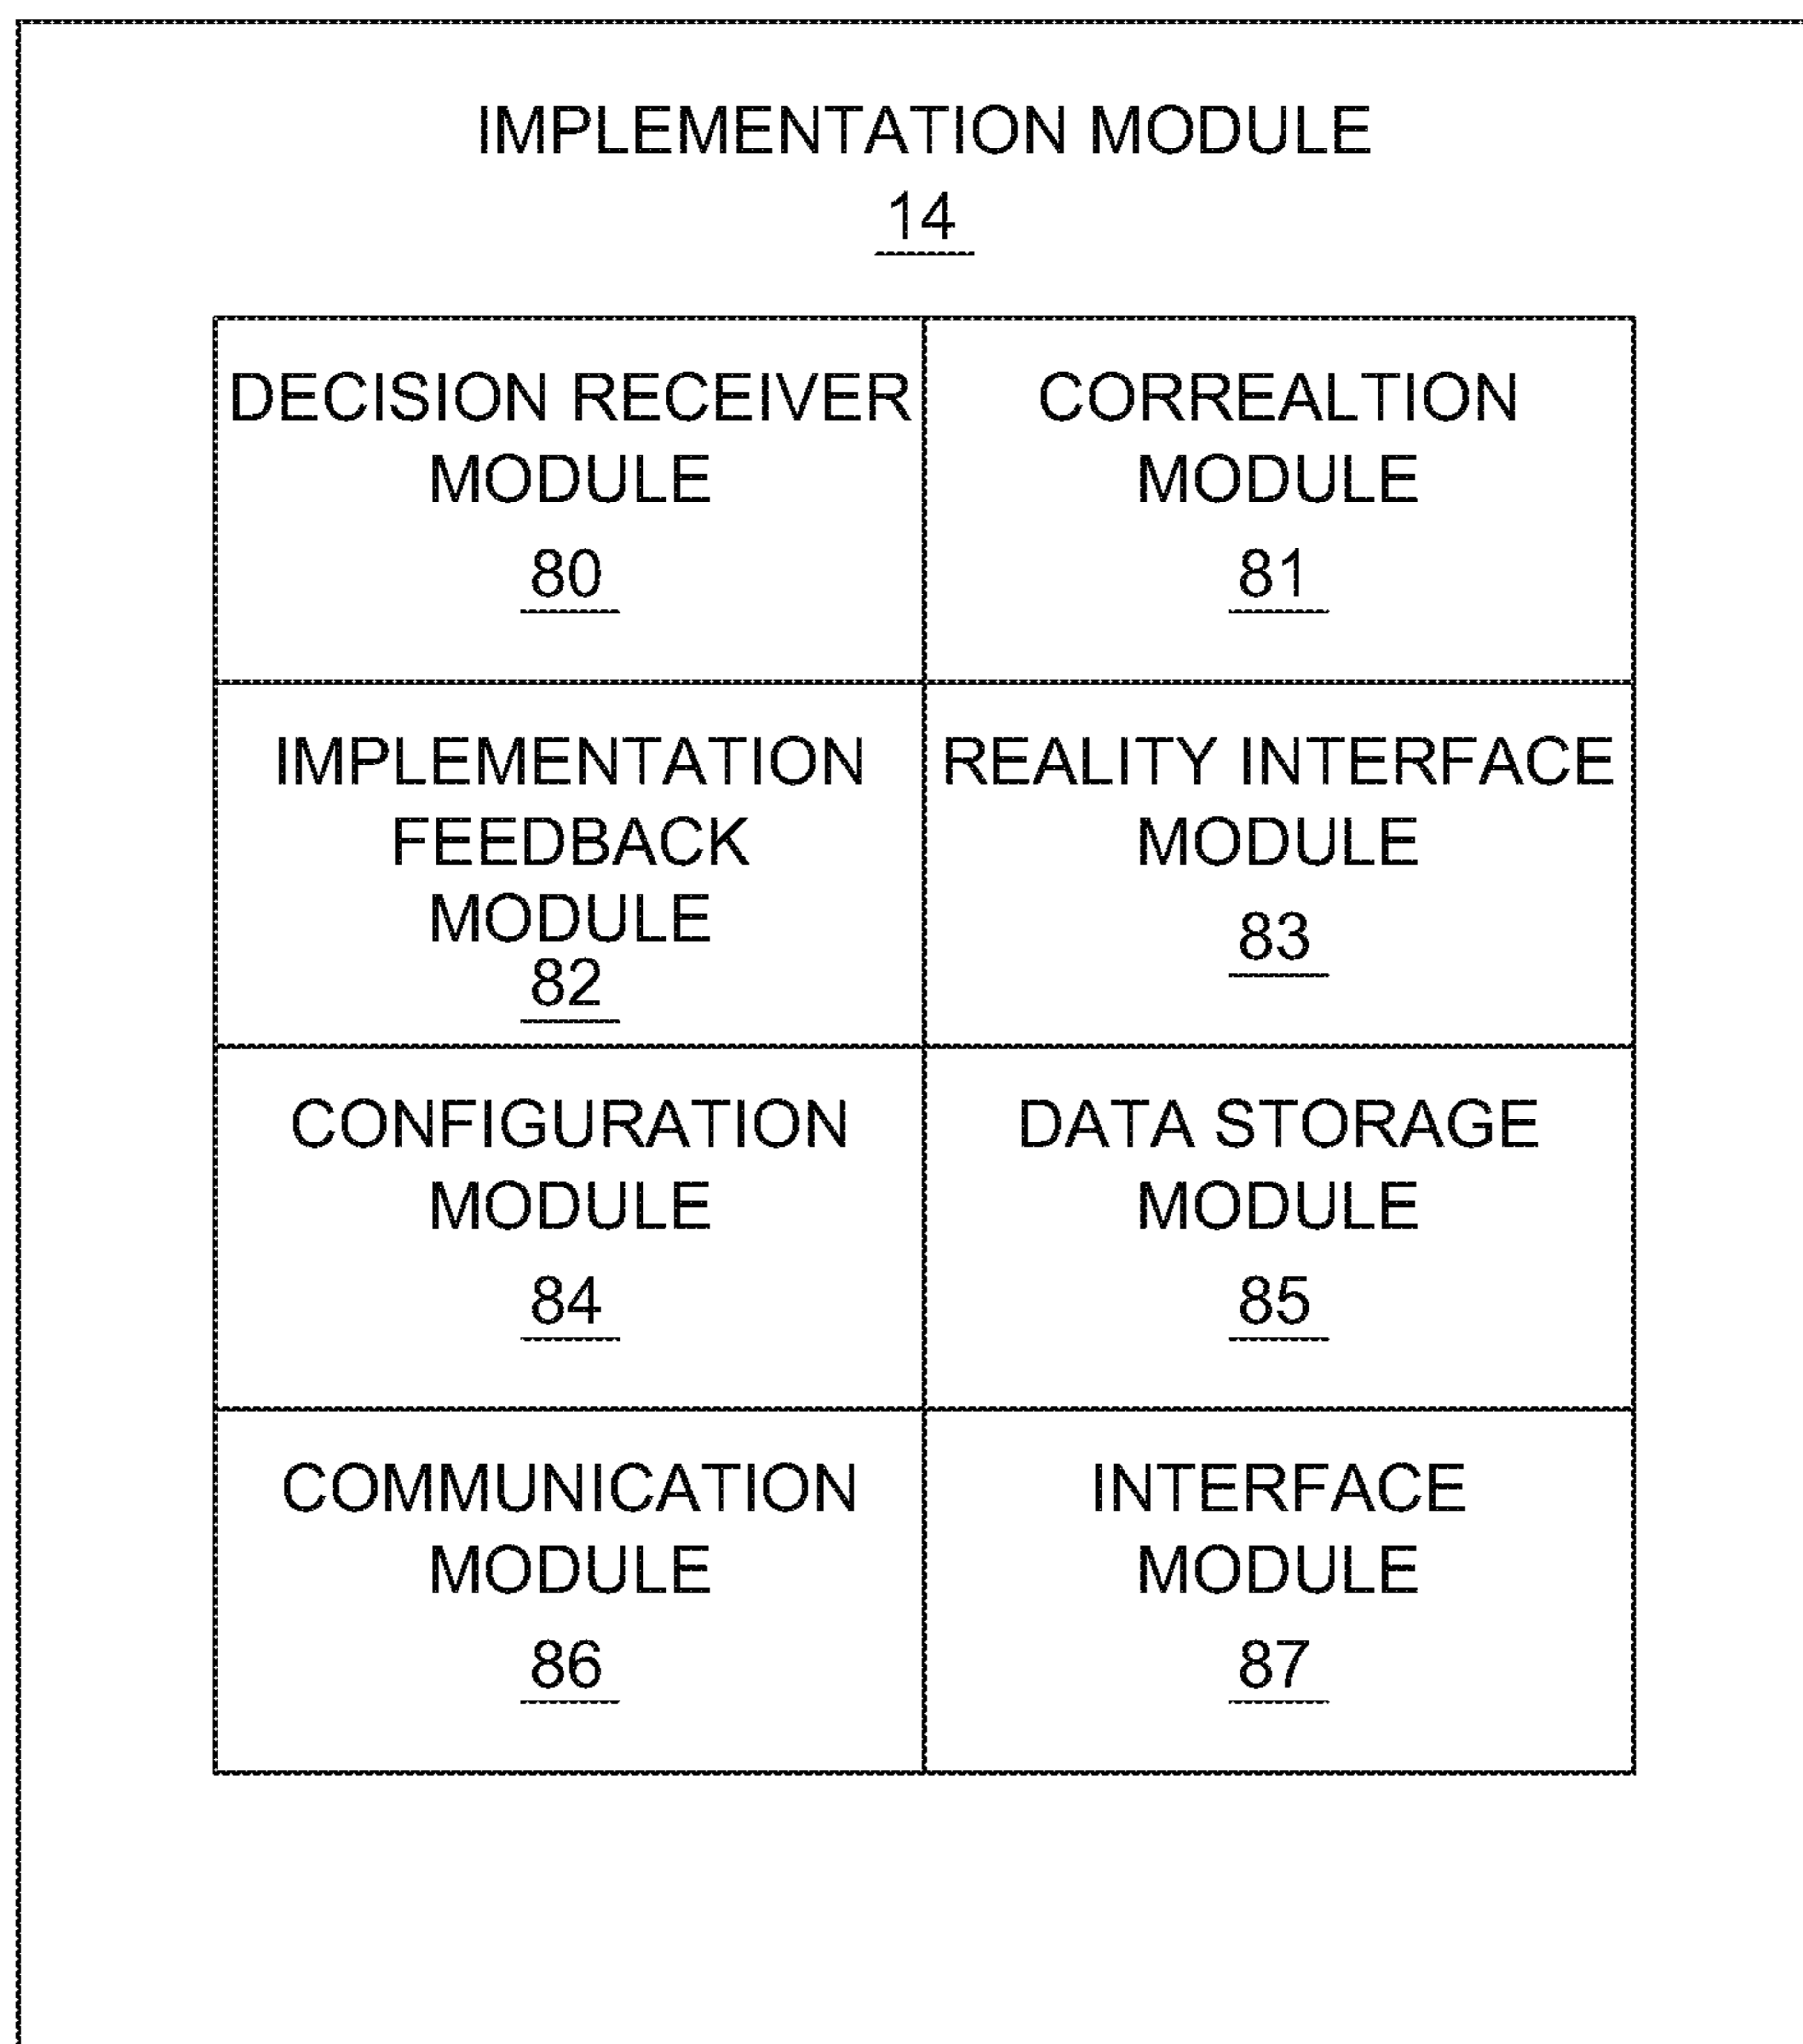 IMPLEMENTATION MODULE
14
DECISION RECEIVER
MODULE
80
CORREALTION
MODULE
81
IMPLEMENTATION
FEEDBACK
MODULE
82
REALITY INTERFACE
MODULE
83
CONFIGURATION
MODULE
84
DATA STORAGE
MODULE
85
COMMUNICATION
MODULE
86
INTERFACE
MODULE
87